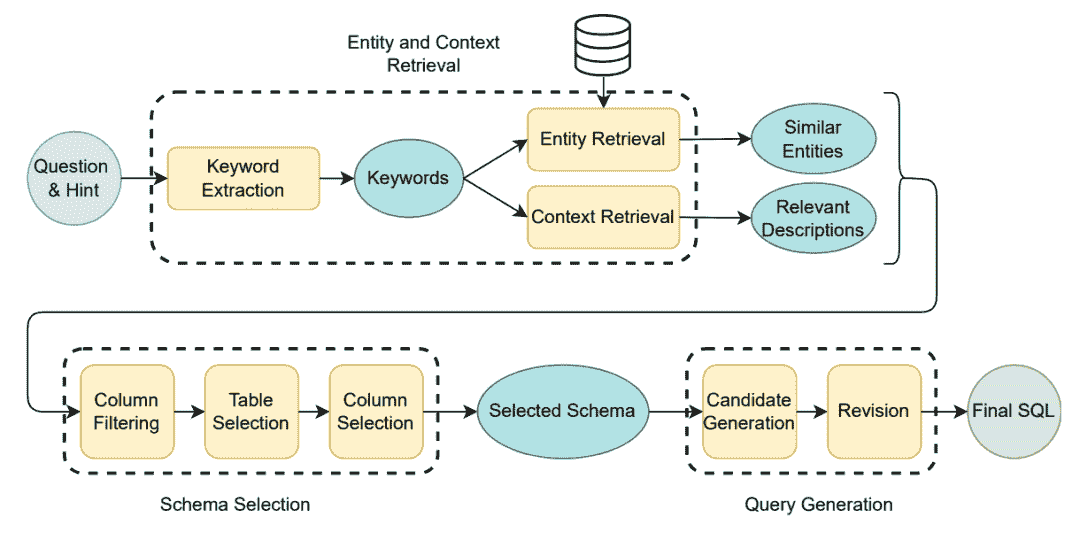 Entity and Context
Retrieval
Question
& Hint
Keyword
Extraction
Keywords
Entity Retrieval
Context Retrieval
Similar
Entities
Relevant
Descriptions
Column
Filtering
Table
Selection
Column
Selection
Selected Schema
Candidate
Generation
Revision
Final SQL
Schema Selection
Query Generation